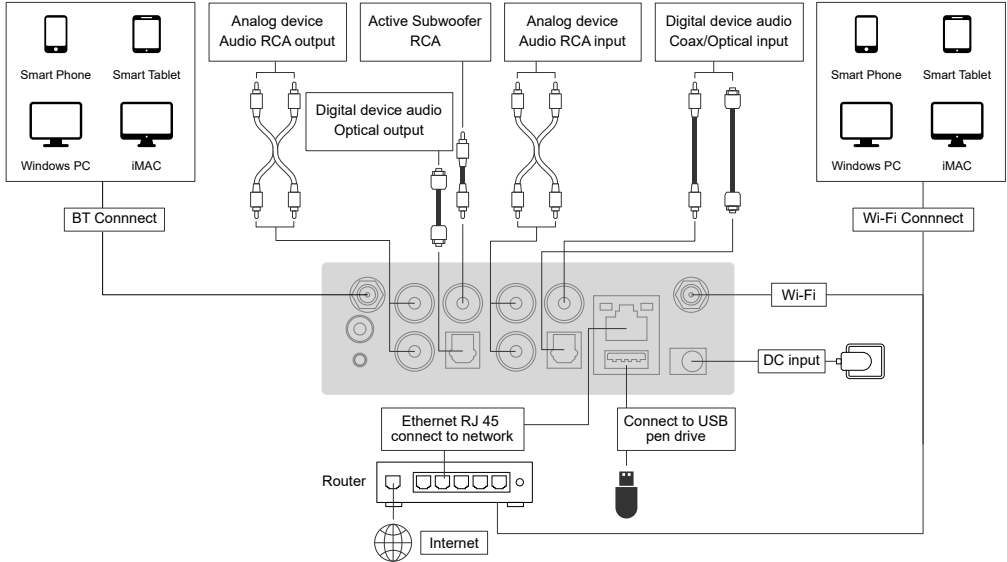 Analog device
Audio RCA output
Active Subwoofer
RCA
Analog device
Audio RCA input
Digital device audio
Coax/Optical input
Smart Phone
Smart Tablet
Windows PC
iMAC
Digital device audio
Optical output
Smart Phone
Smart Tablet
Windows PC
iMAC
BT Connnect
Wi-Fi Connnect
Wi-Fi
DC input
Ethernet RJ 45
connect to network
Connect to USB
pen drive
Router
Internet